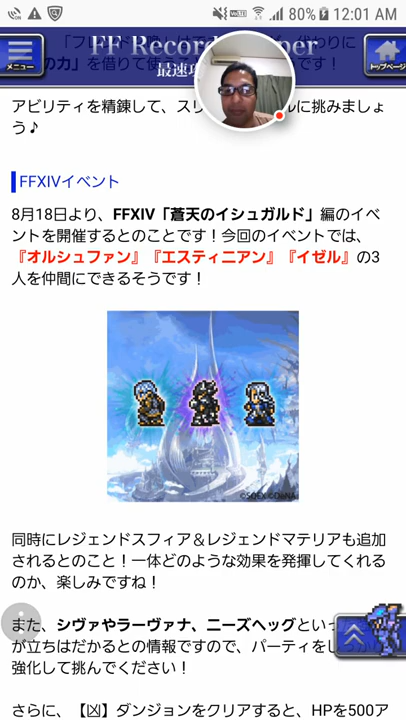 80% 12:01 AM
FF Record
最速
メニュー
トップページ
アビリティを精錬して、ス
に挑みましょ
う♪
FFXIVイベント
8月18日より、FFXIV「蒼天のイシュガルド」編のイベ
ントを開催するとのことです！今回のイベントでは、
『オルシュファン』『エスティニアン』『イゼル』の3
人を仲間にできるそうです！
©SQEX ©DeNA
同時にレジェンドスフィア＆レジェンドマテリアも追加
されるとのこと！一体どのような効果を発揮してくれる
のか、楽しみですね！
また、シヴァやラーヴァナ、ニーズヘッグとい
が立ちはだかるとの情報ですので、パーティをし
強化して挑んでください！
さらに、【凶】ダンジョンをクリアすると、HPを500ア